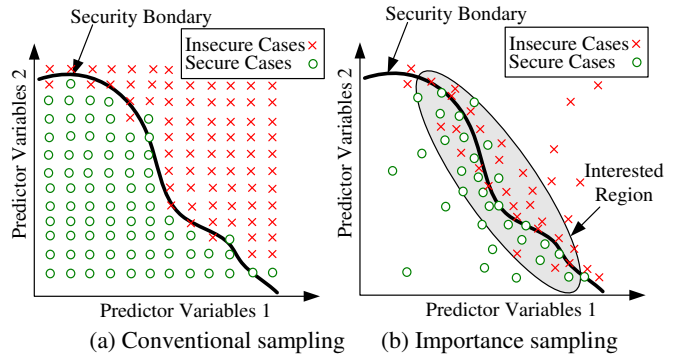 Security Bondary
Insecure Cases
Secure Cases
Predictor Variables 2
Predictor Variables 1
(a) Conventional sampling
Security Bondary
Insecure Cases
Secure Cases
Predictor Variables 2
Interested
Region
Predictor Variables 1
(b) Importance sampling